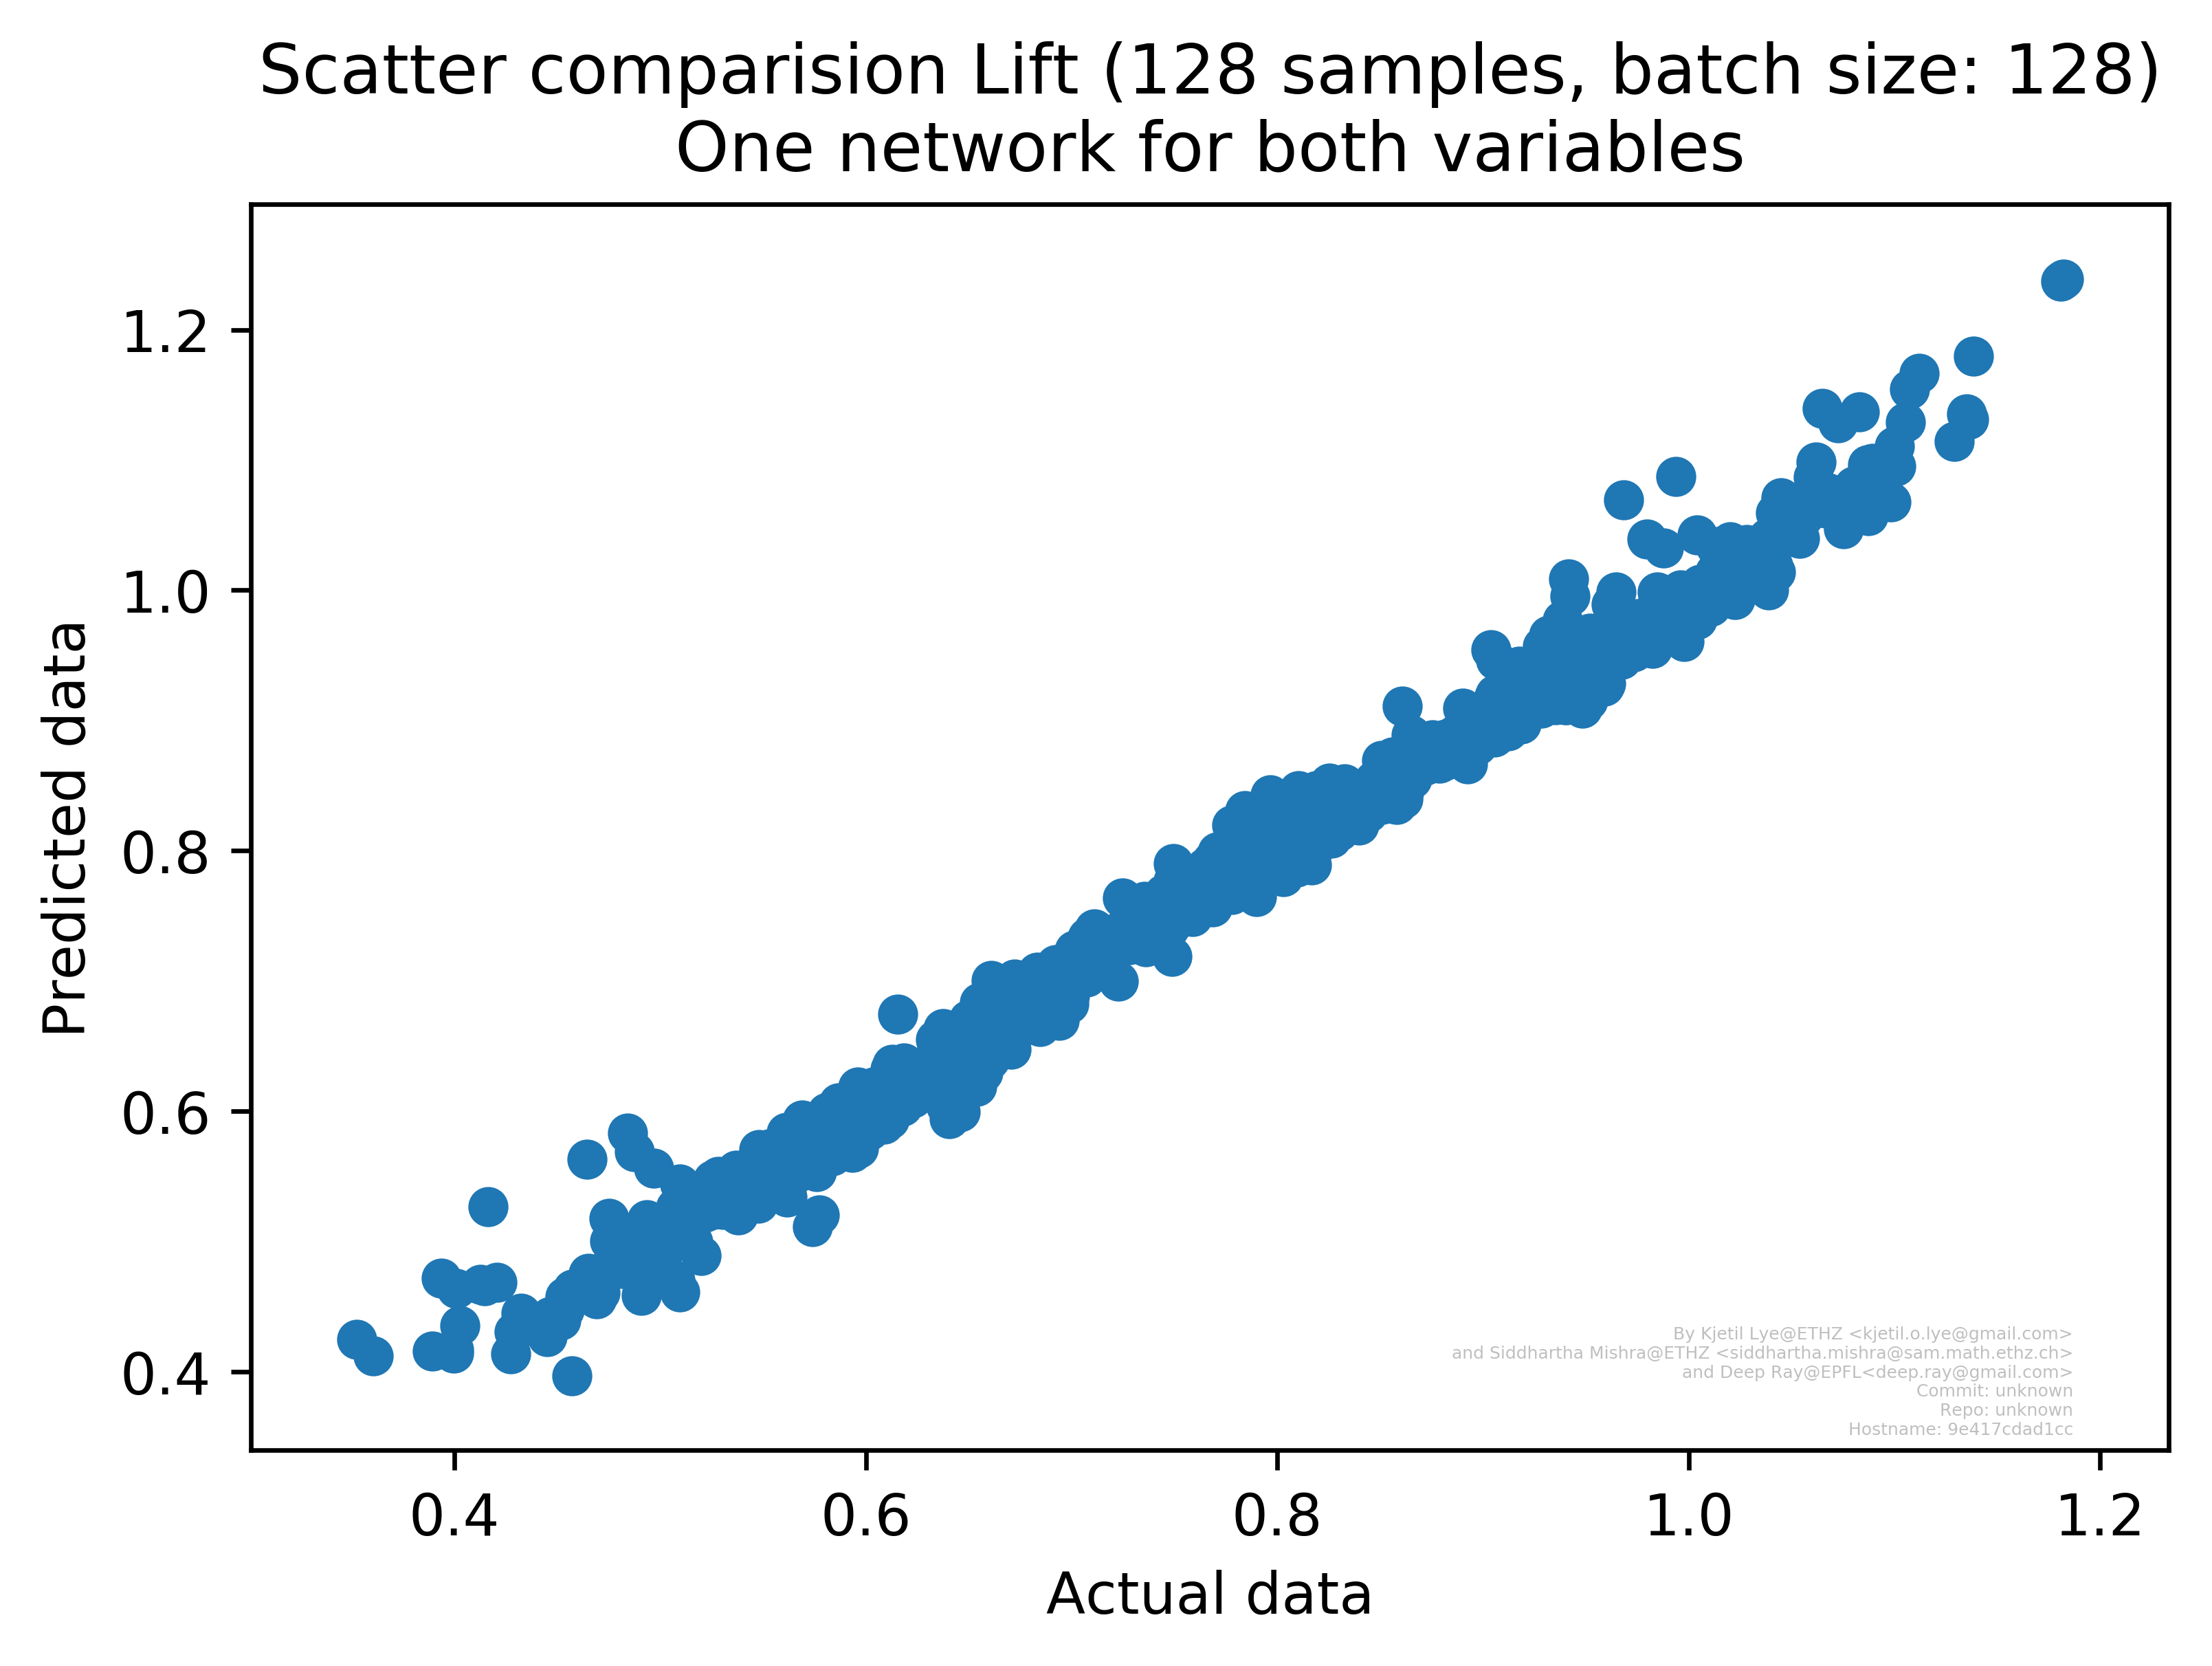 Scatter comparision Lift (128 samples, batch size: 128)
One network for both variables
1.2
1.0
0.8
0.6
0.4
Predicted data
By Kjetil Lye@ETHZ <kjetil.o.lye@gmail.com>
and Siddhartha Mishra@ETHZ <siddhartha.mishra@sam.math.ethz.ch>
and Deep Ray@EPFL<deep.ray@gmail.com>
Commit: unknown
Repo: unknown
Hostname: 9e417cdad1cc
0.4 0.6 0.8 1.0 1.2
Actual data